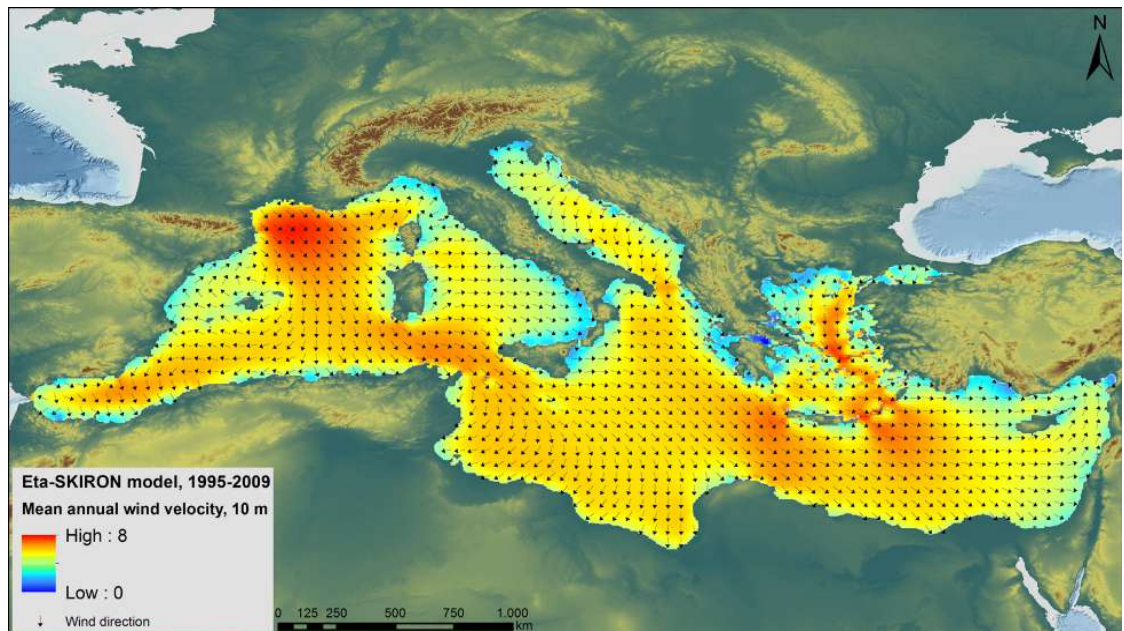 N
Eta-SKIRON model, 1995-2009
Mean annual wind velocity, 10 m
High : 8
Low : 0
Wind direction
0 125 250 500 750 1.000
km